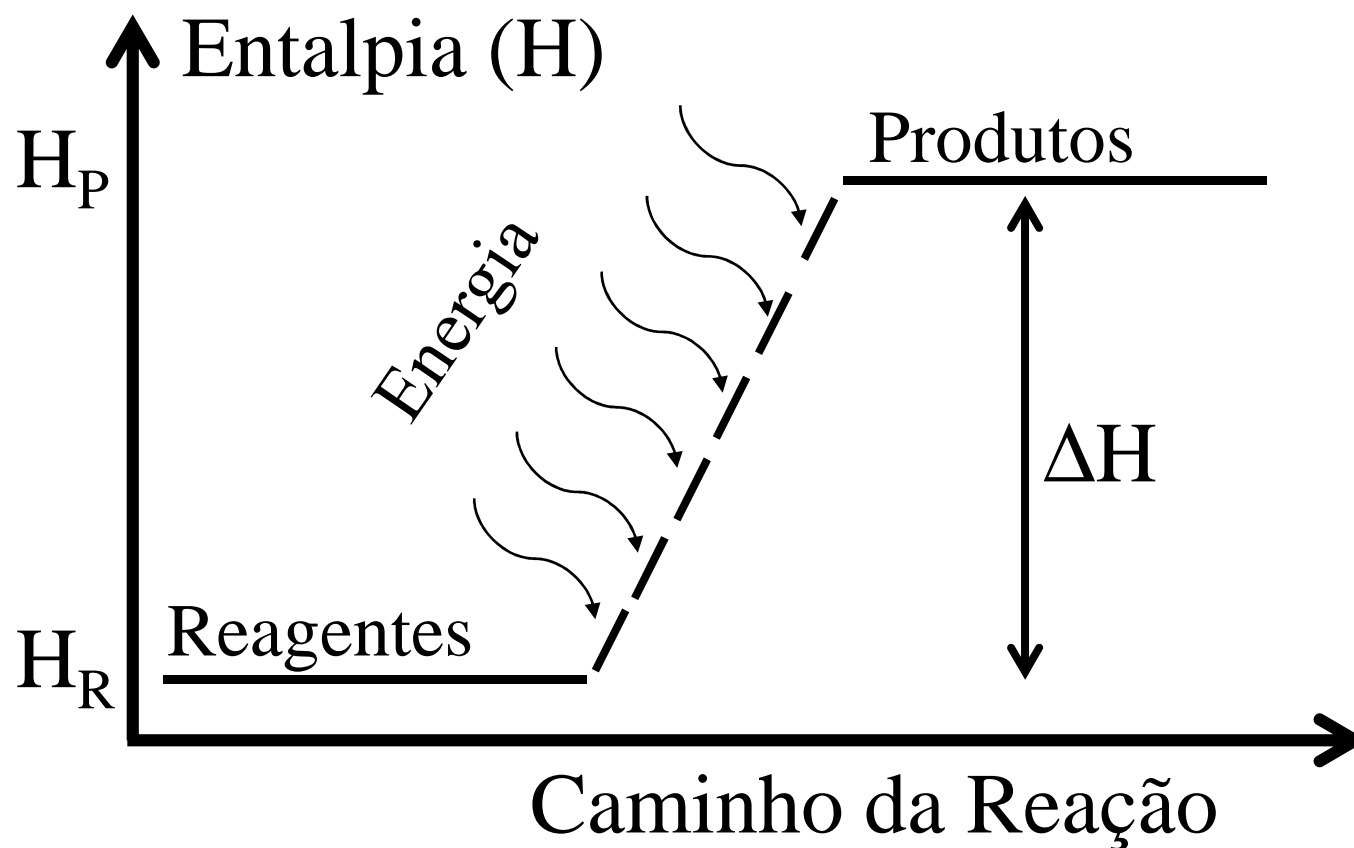 Entalpia (H)
Produtos
H_P
Energia
ΔH
Reagentes
H_R
Caminho da Reação